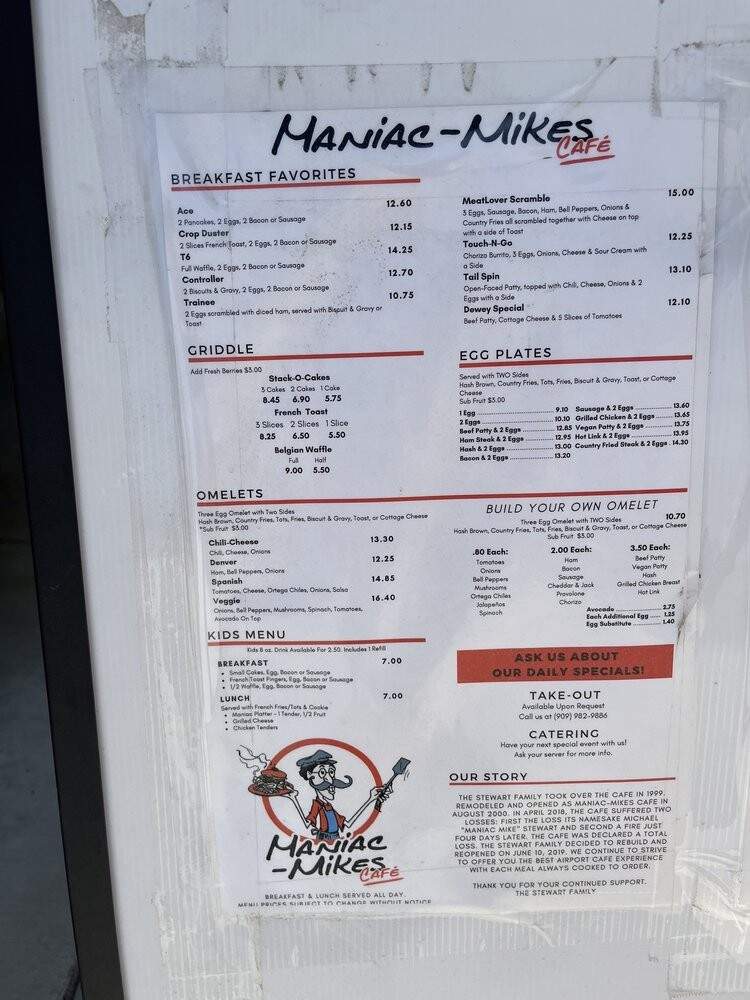 MANiAC-MiKES
CAFÉ
BREAKFAST FAVORITES
Ace 12.60
2 Pancakes, 2 Eggs, 2 Bacon or Sausage
Crop Duster 12.15
2 Slices French Toast, 2 Eggs, 2 Bacon or Sausage
T6 14.25
Full Waffle, 2 Eggs, 2 Bacon or Sausage
Controller 12.70
2 Biscuits & Gravy, 2 Eggs, 2 Bacon or Sausage
Trainee 10.75
2 Eggs scrambled with diced ham, served with Biscuit & Gravy or
Toast
MeatLover Scramble 15.00
3 Eggs, Sausage, Bacon, Ham, Bell Peppers, Onions &
Country Fries all scrambled together with Cheese on top
with a side of Toast
Touch-N-Go 12.25
Chorizo Burrito, 3 Eggs, Onions, Cheese & Sour Cream with
a Side
Tail Spin 13.10
Open-Faced Patty, topped with Chili, Cheese, Onions & 2
Eggs with a Side
Dewey Special 12.10
Beef Patty, Cottage Cheese & 5 Slices of Tomatoes
GRIDDLE
Add Fresh Berries $3.00
Stack-O-Cakes
3 Cakes 2 Cakes 1 Cake
8.45 6.90 5.75
French Toast
3 Slices 2 Slices 1 Slice
8.25 6.50 5.50
Belgian Waffle
Full Half
9.00 5.50
EGG PLATES
Served with TWO Sides
Hash Brown, Country Fries, Tots, Fries, Biscuit & Gravy, Toast, or Cottage
Cheese
Sub Fruit $3.00
1 Egg 9.10
2 Eggs 10.10
Beef Patty & 2 Eggs 12.85
Ham Steak & 2 Eggs 12.95
Hash & 2 Eggs 13.00
Bacon & 2 Eggs 13.20
Sausage & 2 Eggs 13.60
Grilled Chicken & 2 Eggs 13.65
Vegan Patty & 2 Eggs 13.75
Hot Link & 2 Eggs 13.95
Country Fried Steak & 2 Eggs 14.30
OMELETS
Three Egg Omelet with Two Sides
Hash Brown, Country Fries, Tots, Fries, Biscuit & Gravy, Toast, or Cottage Cheese
*Sub Fruit $3.00
Chili-Cheese 13.30
Chili, Cheese, Onions
Denver 12.25
Ham, Bell Peppers, Onions
Spanish 14.85
Tomatoes, Cheese, Ortega Chiles, Onions, Salsa
Veggie 16.40
Onions, Bell Peppers, Mushrooms, Spinach, Tomatoes,
Avocado On Top
BUILD YOUR OWN OMELET
Three Egg Omelet with TWO Sides 10.70
Hash Brown, Country Fries, Tots, Fries, Biscuit & Gravy, Toast, or Cottage Cheese
Sub Fruit $3.00
.80 Each:
Tomatoes
Onions
Bell Peppers
Mushrooms
Ortega Chiles
Jalapeños
Spinach
2.00 Each:
Ham
Bacon
Sausage
Cheddar & Jack
Provolone
Chorizo
3.50 Each:
Beef Patty
Vegan Patty
Hash
Grilled Chicken Breast
Hot Link
Avocado 2.75
Each Additional Egg 1.25
Egg Substitute 1.40
KIDS MENU
Kids 8 oz. Drink Available For 2.50. Includes 1 Refill
BREAKFAST 7.00
• Small Cakes, Egg, Bacon or Sausage
• French Toast Fingers, Egg, Bacon or Sausage
• 1/2 Waffle, Egg, Bacon or Sausage
LUNCH 7.00
Served with French Fries/Tots & Cookie
• Maniac Platter - 1 Tender, 1/2 Fruit
• Grilled Cheese
• Chicken Tenders
ASK US ABOUT
OUR DAILY SPECIALS!
TAKE-OUT
Available Upon Request
Call us at (909) 982-9886
CATERING
Have your next special event with us!
Ask your server for more info.
OUR STORY
THE STEWART FAMILY TOOK OVER THE CAFE IN 1999,
REMODELED AND OPENED AS MANIAC-MIKES CAFE IN
AUGUST 2000. IN APRIL 2018, THE CAFE SUFFERED TWO
LOSSES: FIRST THE LOSS ITS NAMESAKE MICHAEL
"MANIAC MIKE" STEWART AND SECOND A FIRE JUST
FOUR DAYS LATER. THE CAFE WAS DECLARED A TOTAL
LOSS. THE STEWART FAMILY DECIDED TO REBUILD AND
REOPENED ON JUNE 10, 2019. WE CONTINUE TO STRIVE
TO OFFER YOU THE BEST AIRPORT CAFE EXPERIENCE
WITH EACH MEAL ALWAYS COOKED TO ORDER.
THANK YOU FOR YOUR CONTINUED SUPPORT.
THE STEWART FAMILY
MANiAC
-MiKES
CAFÉ
BREAKFAST & LUNCH SERVED ALL DAY.
MENU PRICES SUBJECT TO CHANGE WITHOUT NOTICE